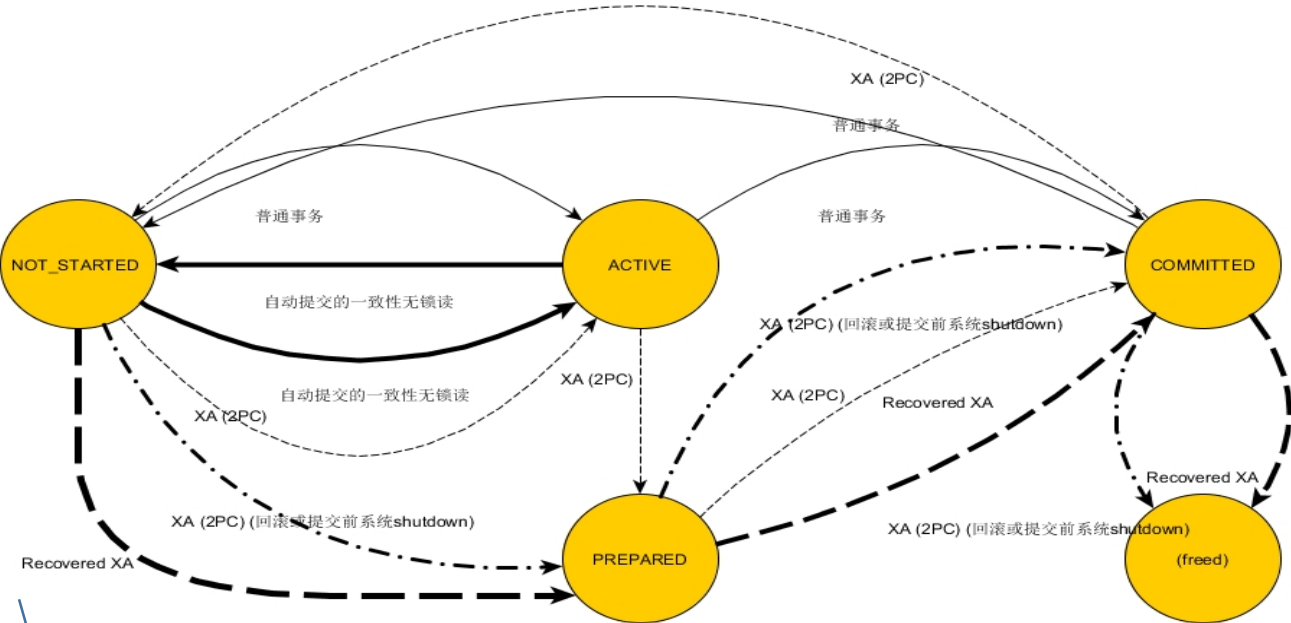 XA (2PC)
普通事务
普通事务
普通事务
NOT_STARTED
ACTIVE
COMMITTED
自动提交的一致性无锁读
XA (2PC) (回滚或提交前系统shutdown)
XA (2PC)
自动提交的一致性无锁读
XA (2PC)
Recovered XA
XA (2PC)
Recovered XA
XA (2PC) (回滚或提交前系统shutdown)
XA (2PC) (回滚或提交前系统shutdown)
Recovered XA
PREPARED
(freed)